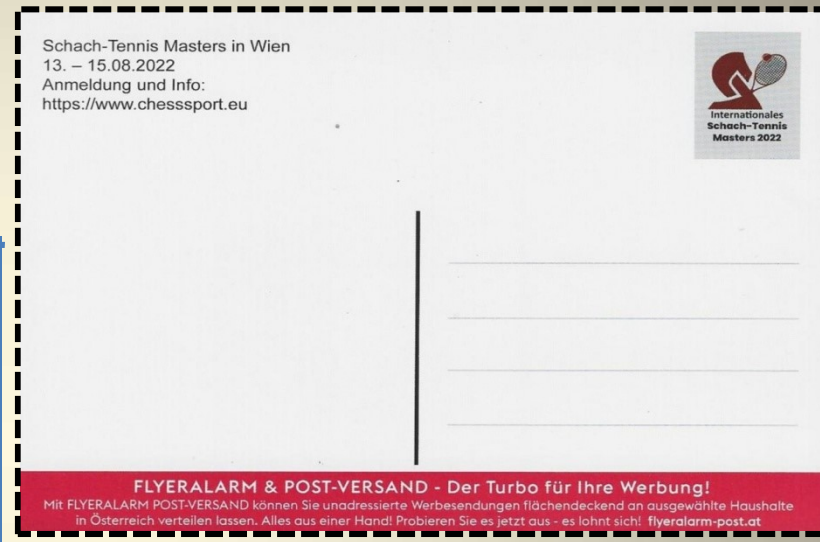 Schach-Tennis Masters in Wien
13. – 15.08.2022
Anmeldung und Info:
https://www.chesssport.eu
Internationales
Schach-Tennis
Masters 2022
FLYERALARM & POST-VERSAND - Der Turbo für Ihre Werbung!
Mit FLYERALARM POST-VERSAND können Sie unadressierte Werbesendungen flächendeckend an ausgewählte Haushalte
in Österreich verteilen lassen. Alles aus einer Hand! Probieren Sie es jetzt aus - es lohnt sich! flyeralarm-post.at